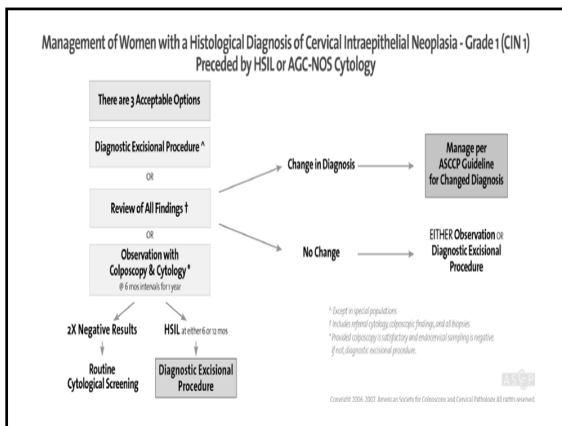 Management of Women with a Histological Diagnosis of Cervical Intraepithelial Neoplasia - Grade 1 (CIN 1)
Preceded by HSIL or AGC-NOS Cytology
There are 3 Acceptable Options
Diagnostic Excisional Procedure ^
OR
Review of All Findings †
OR
Observation with
Colposcopy & Cytology*
@ 6 mos intervals for 1 year
2X Negative Results
Routine
Cytological Screening
HSIL at either 6 or 12 mos
Diagnostic Excisional
Procedure
Change in Diagnosis
Manage per
ASCCP Guideline
for Changed Diagnosis
No Change
EITHER Observation OR
Diagnostic Excisional
Procedure
^ Except in special populations
† Includes referral cytology, colposcopic findings, and all biopsies
* Provided colposcopy is satisfactory and endocervical sampling is negative.
If not, diagnostic excisional procedure.
Copyright 2006, 2007, American Society for Colposcopy and Cervical Pathology. All rights reserved.